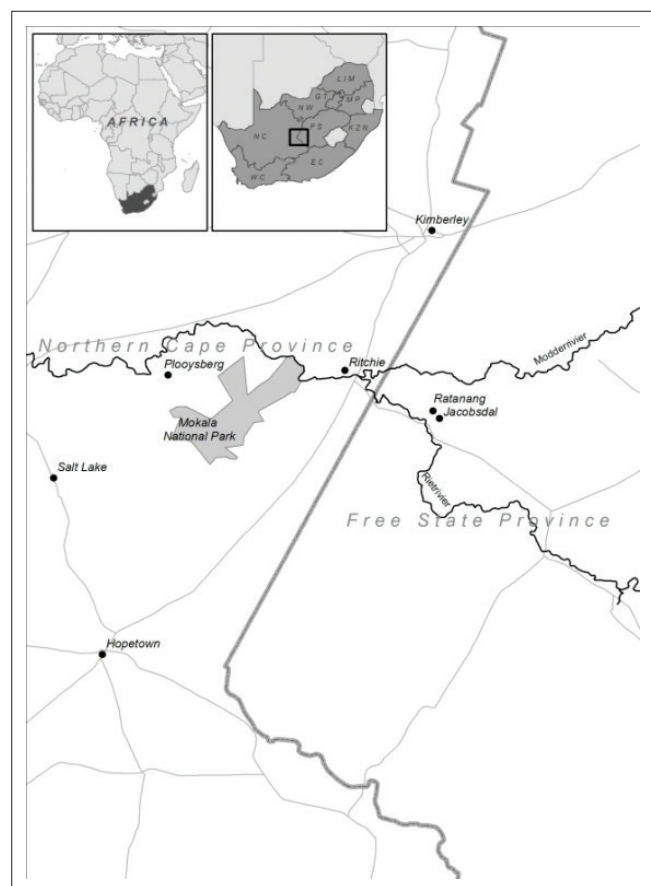 AFRICA
LIM
GT
MP
NW
FS
KZN
NC
EC
WC
Kimberley
Modderrivier
Northern Cape Province
Ritchie
Plooysberg
Ratanang
Jacobsdal
Mokala
National Park
Salt Lake
Rietrivier
Free State Province
Hopetown